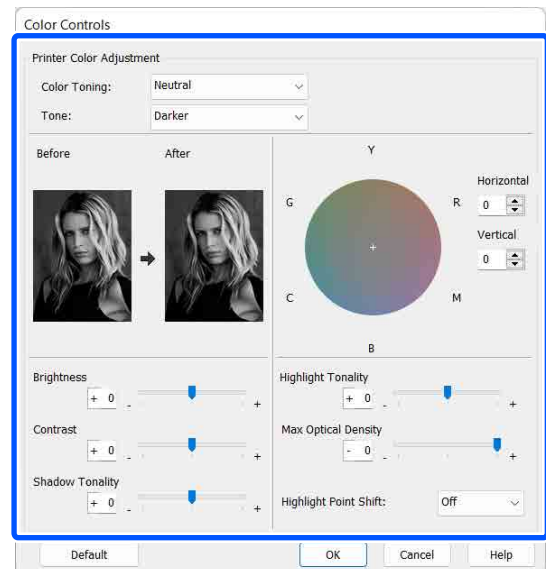 Color Controls
Printer Color Adjustment
Color Toning: Neutral
Tone: Darker
Before After
Y
G R
C M
B
Horizontal
0
Vertical
0
Brightness
+ 0 - +
Contrast
+ 0 - +
Shadow Tonality
+ 0 - +
Highlight Tonality
+ 0 - +
Max Optical Density
- 0 - +
Highlight Point Shift: Off
Default OK Cancel Help